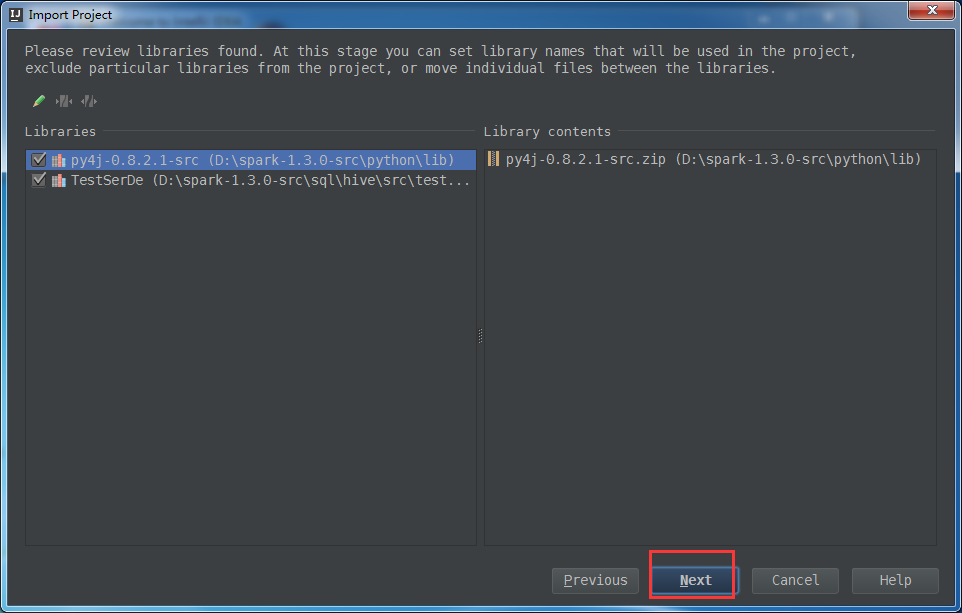 Import Project
Please review libraries found. At this stage you can set library names that will be used in the project,
exclude particular libraries from the project, or move individual files between the libraries.
Libraries
py4j-0.8.2.1-src (D:\spark-1.3.0-src\python\lib)
TestSerDe (D:\spark-1.3.0-src\sql\hive\src\test...
Library contents
py4j-0.8.2.1-src.zip (D:\spark-1.3.0-src\python\lib)
Previous
Next
Cancel
Help